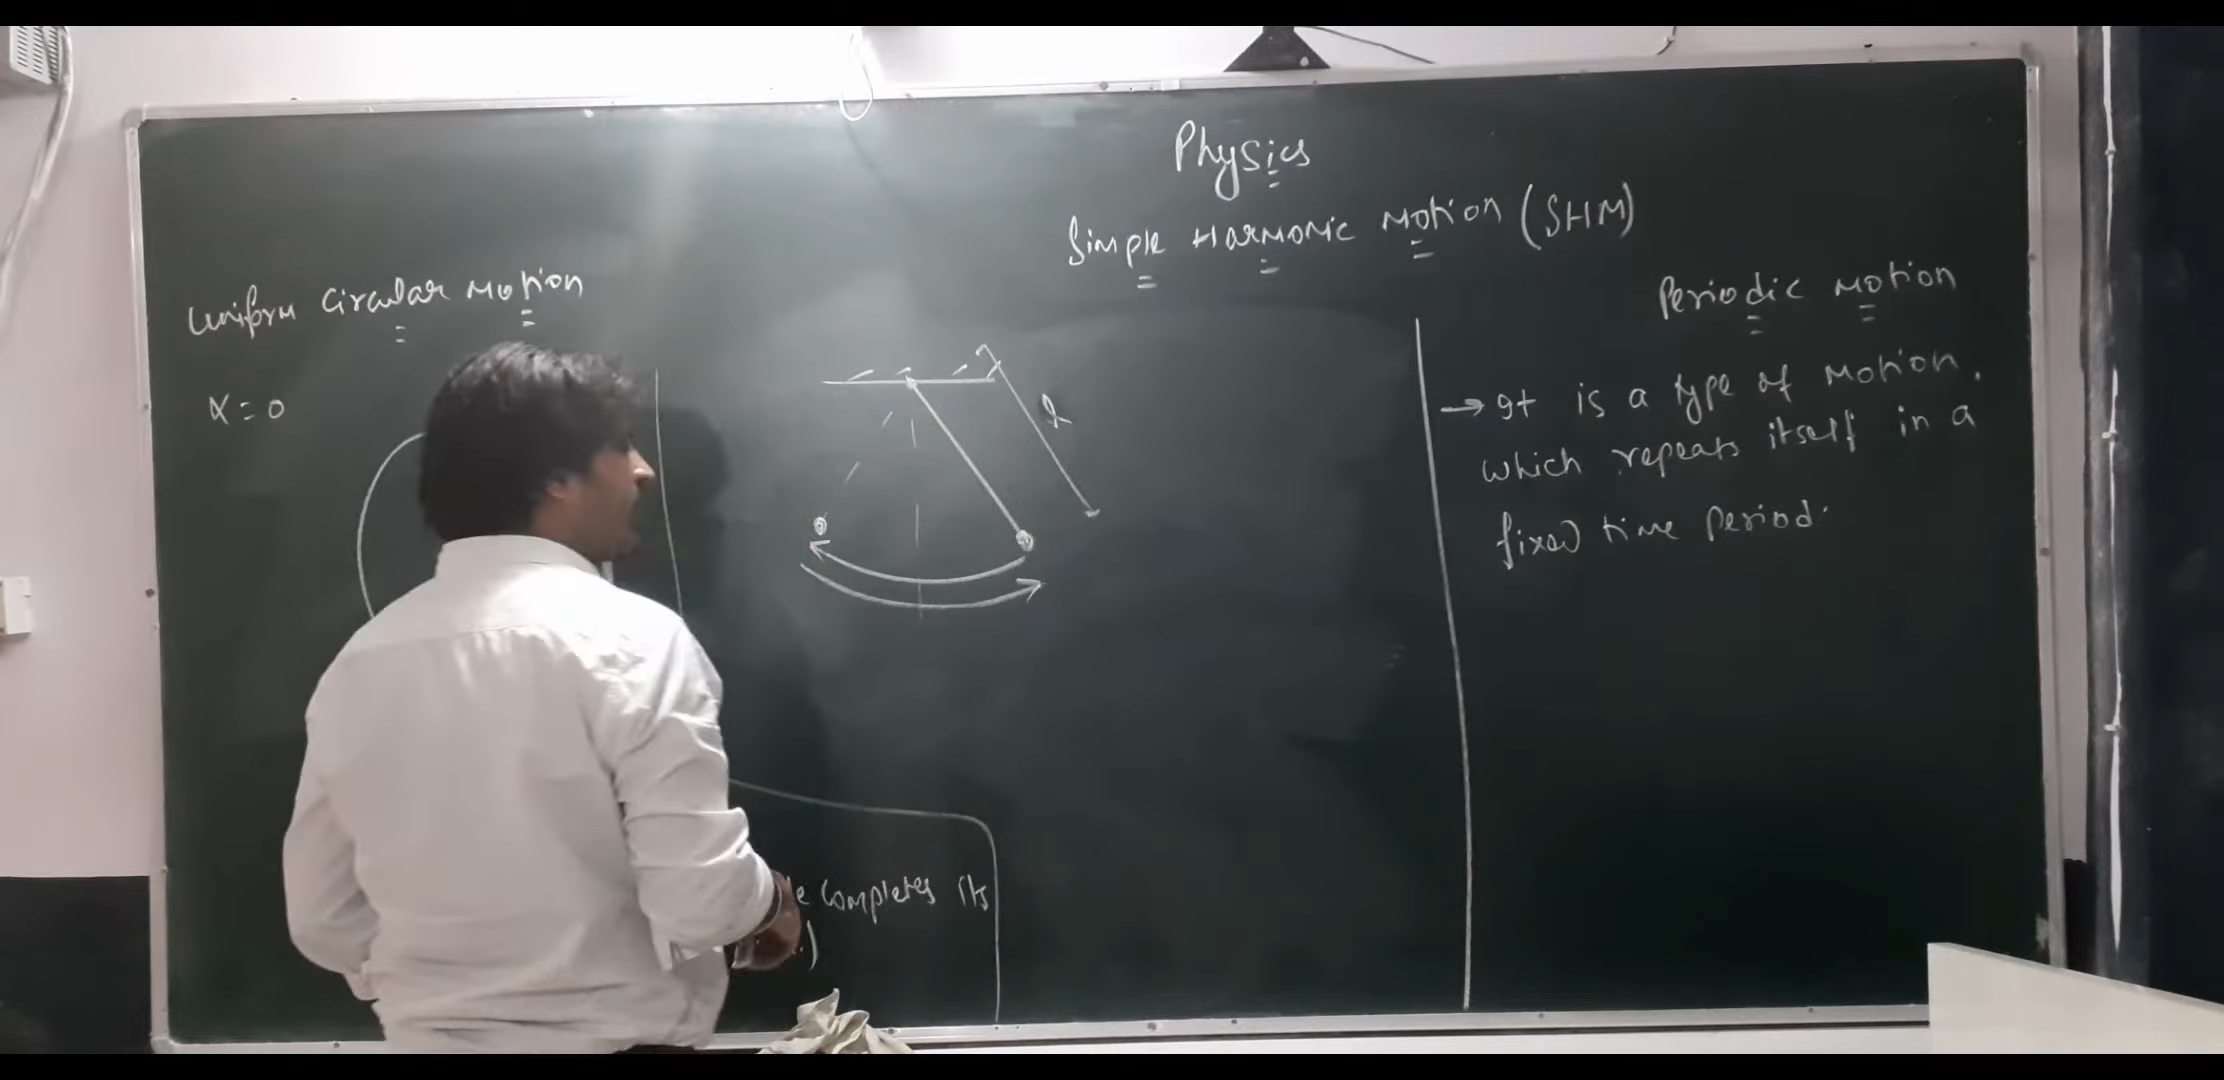 Physics
Simple Harmonic Motion (SHM)
Uniform Circular Motion
α = 0
l
Periodic Motion
→ It is a type of Motion,
which repeats itself in a
fixed time period.
completes its